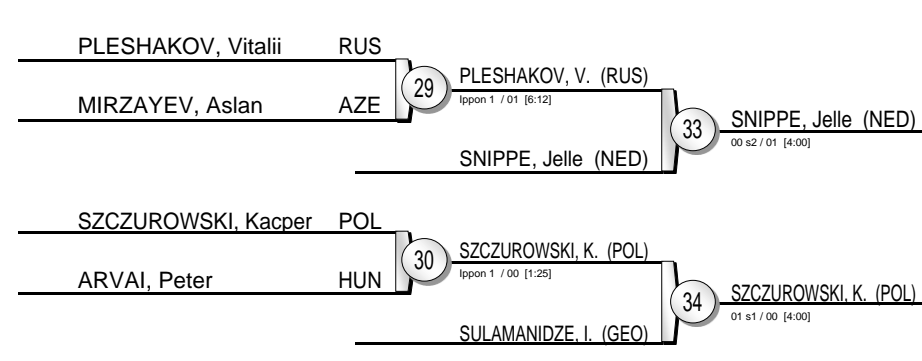 PLESHAKOV, Vitalii RUS
29
PLESHAKOV, V. (RUS)
Ippon 1 / 01 [6:12]
MIRZAYEV, Aslan AZE
33
SNIPPE, Jelle (NED)
00 s2 / 01 [4:00]
SNIPPE, Jelle (NED)
SZCZUROWSKI, Kacper POL
30
SZCZUROWSKI, K. (POL)
Ippon 1 / 00 [1:25]
ARVAI, Peter HUN
34
SZCZUROWSKI, K. (POL)
01 s1 / 00 [4:00]
SULAMANIDZE, I. (GEO)